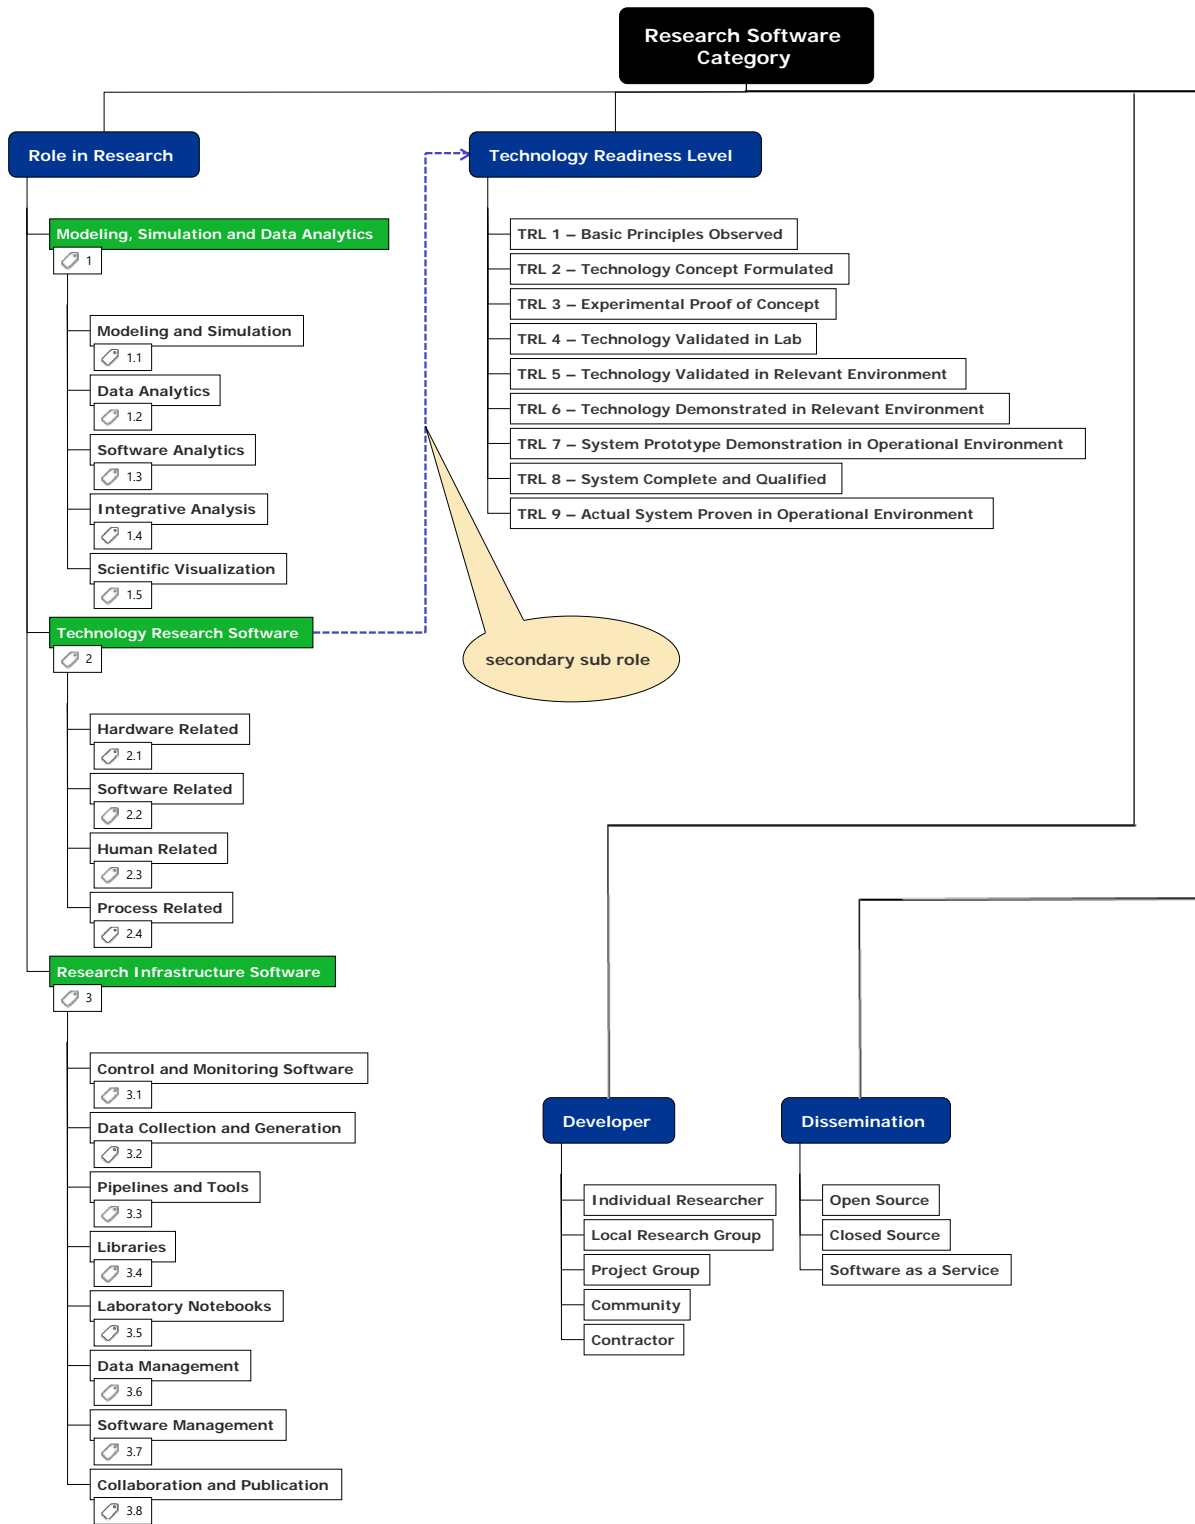 Research Software
Category
Role in Research
Technology Readiness Level
Modeling, Simulation and Data Analytics
1
Modeling and Simulation
1.1
Data Analytics
1.2
Software Analytics
1.3
Integrative Analysis
1.4
Scientific Visualization
1.5
Technology Research Software
2
Hardware Related
2.1
Software Related
2.2
Human Related
2.3
Process Related
2.4
Research Infrastructure Software
3
Control and Monitoring Software
3.1
Data Collection and Generation
3.2
Pipelines and Tools
3.3
Libraries
3.4
Laboratory Notebooks
3.5
Data Management
3.6
Software Management
3.7
Collaboration and Publication
3.8
TRL 1 – Basic Principles Observed
TRL 2 – Technology Concept Formulated
TRL 3 – Experimental Proof of Concept
TRL 4 – Technology Validated in Lab
TRL 5 – Technology Validated in Relevant Environment
TRL 6 – Technology Demonstrated in Relevant Environment
TRL 7 – System Prototype Demonstration in Operational Environment
TRL 8 – System Complete and Qualified
TRL 9 – Actual System Proven in Operational Environment
secondary sub role
Developer
Individual Researcher
Local Research Group
Project Group
Community
Contractor
Dissemination
Open Source
Closed Source
Software as a Service